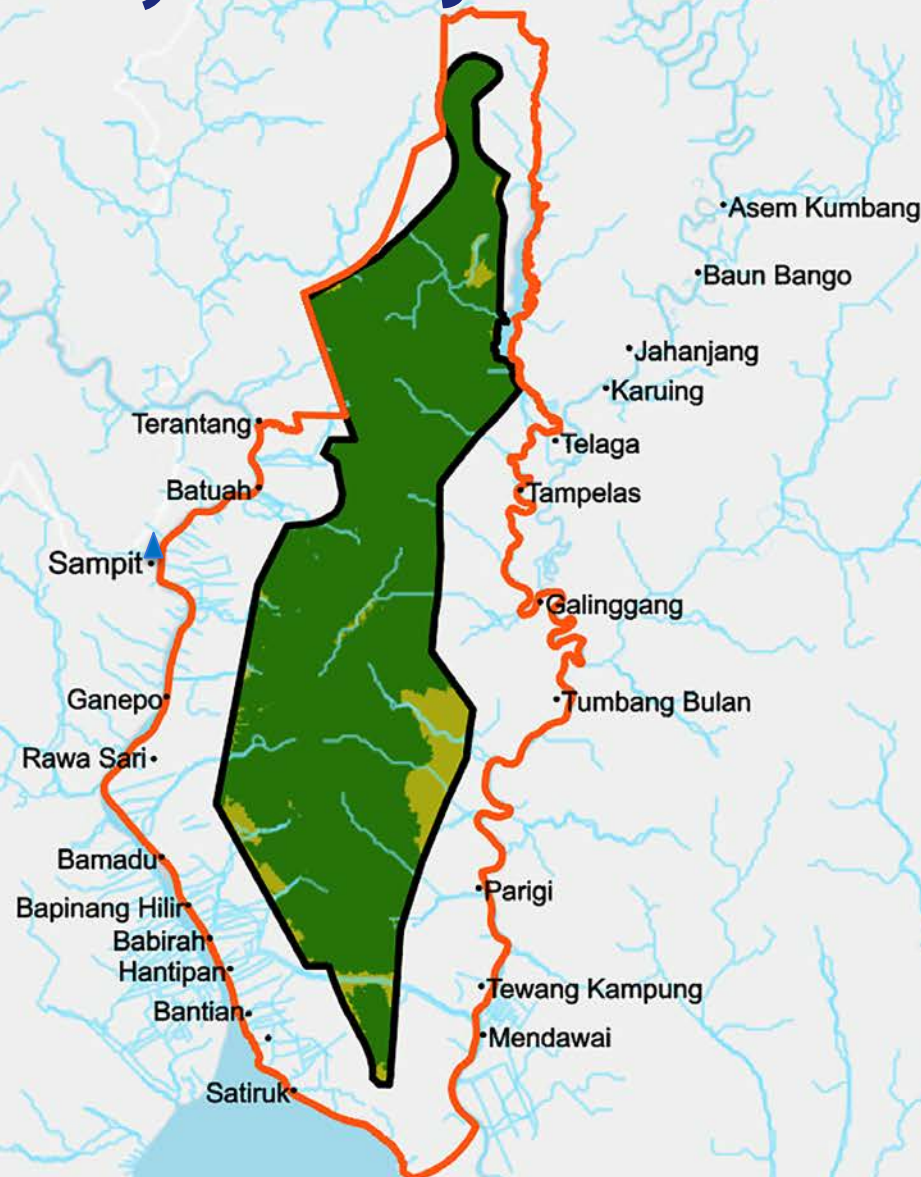 Asem Kumbang
Baun Bango
Jahanjang
Karuing
Terantang
Telaga
Batuah
Tampelas
Sampit
Galinggang
Ganepo
Tumbang Bulan
Rawa Sari
Bamadu
Parigi
Bapinang Hilir
Babirah
Hantipan
Tewang Kampung
Bantian
Mendawai
Satiruk